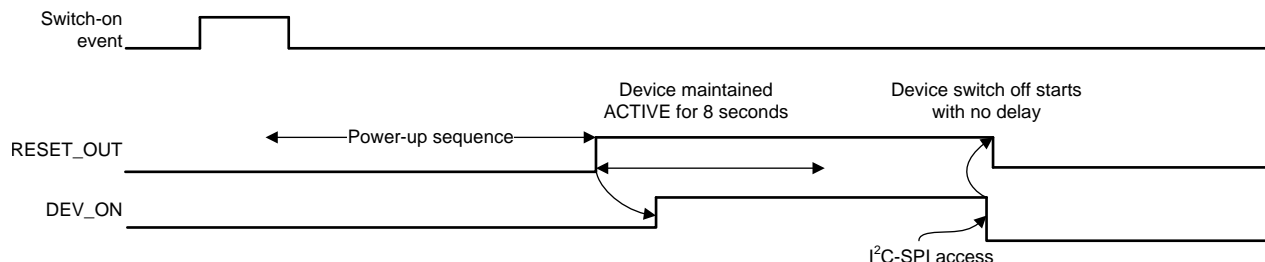 Switch-on
event
Device maintained
ACTIVE for 8 seconds
Device switch off starts
with no delay
Power-up sequence
RESET_OUT
DEV_ON
I²C-SPI access